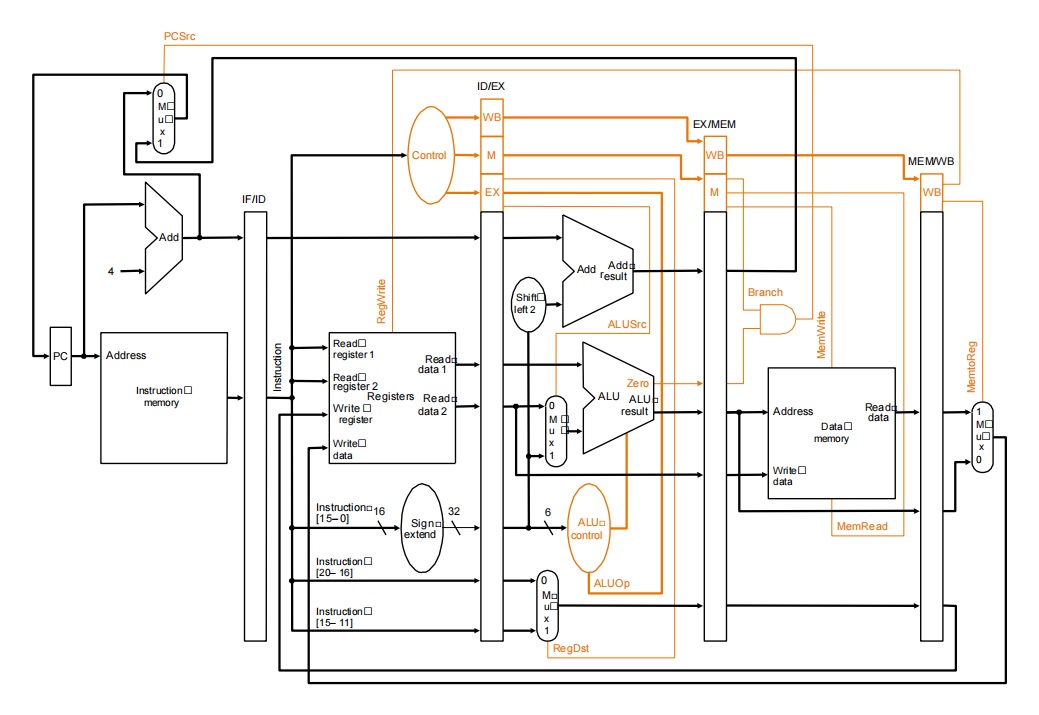 PCSrc
ID/EX
0
M□
u□
x
1
WB
EX/MEM
Control
M
WB
MEM/WB
EX
M
WB
IF/ID
Add
4
Add
Add□
result
Shift□
left 2
Branch
RegWrite
ALUSrc
MemWrite
PC
Address
Instruction□
memory
Instruction
Read□
register 1
Read□
register 2
Write□
register
Write□
data
Registers
Read□
data 1
Read□
data 2
0
M□
u□
x
1
Zero
ALU
ALU□
result
Address
Read□
data
Data□
memory
Write□
data
MemtoReg
1
M□
u□
x
0
Instruction□
[15–0]
16
Sign□
extend
32
6
ALU□
control
MemRead
Instruction□
[20–16]
ALUOp
0
M□
u□
x
1
Instruction□
[15–11]
RegDst